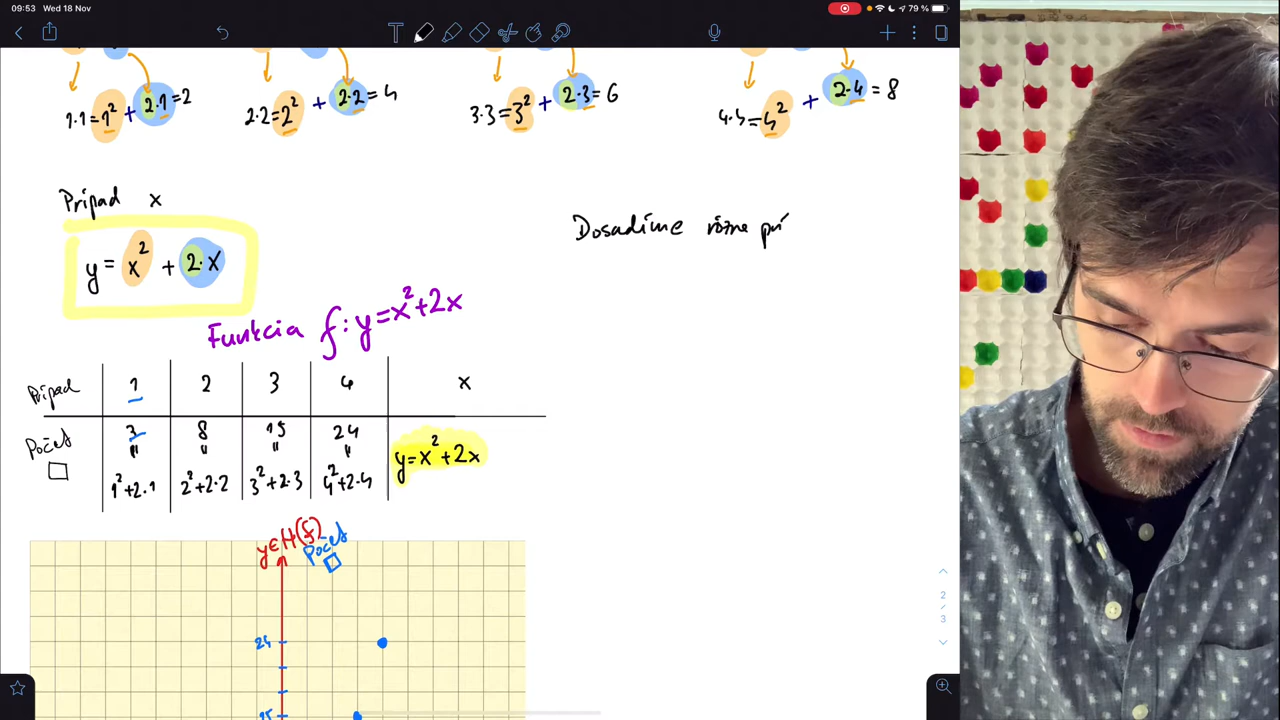 09:53 Wed 18 Nov
79 %
1·1=1² + 2·1=2
2·2=2² + 2·2=4
3·3=3² + 2·3=6
4·4=4² + 2·4=8
Prípad x
y = x² + 2·x
Dosadíme rôzne prí
Funkcia f: y=x²+2x
Prípad 1 2 3 4 x
Počet 3 8 15 24 y=x²+2x
1²+2·1 2²+2·2 3²+2·3 4²+2·4
y∈H(f)
Počet
24
2
/
3